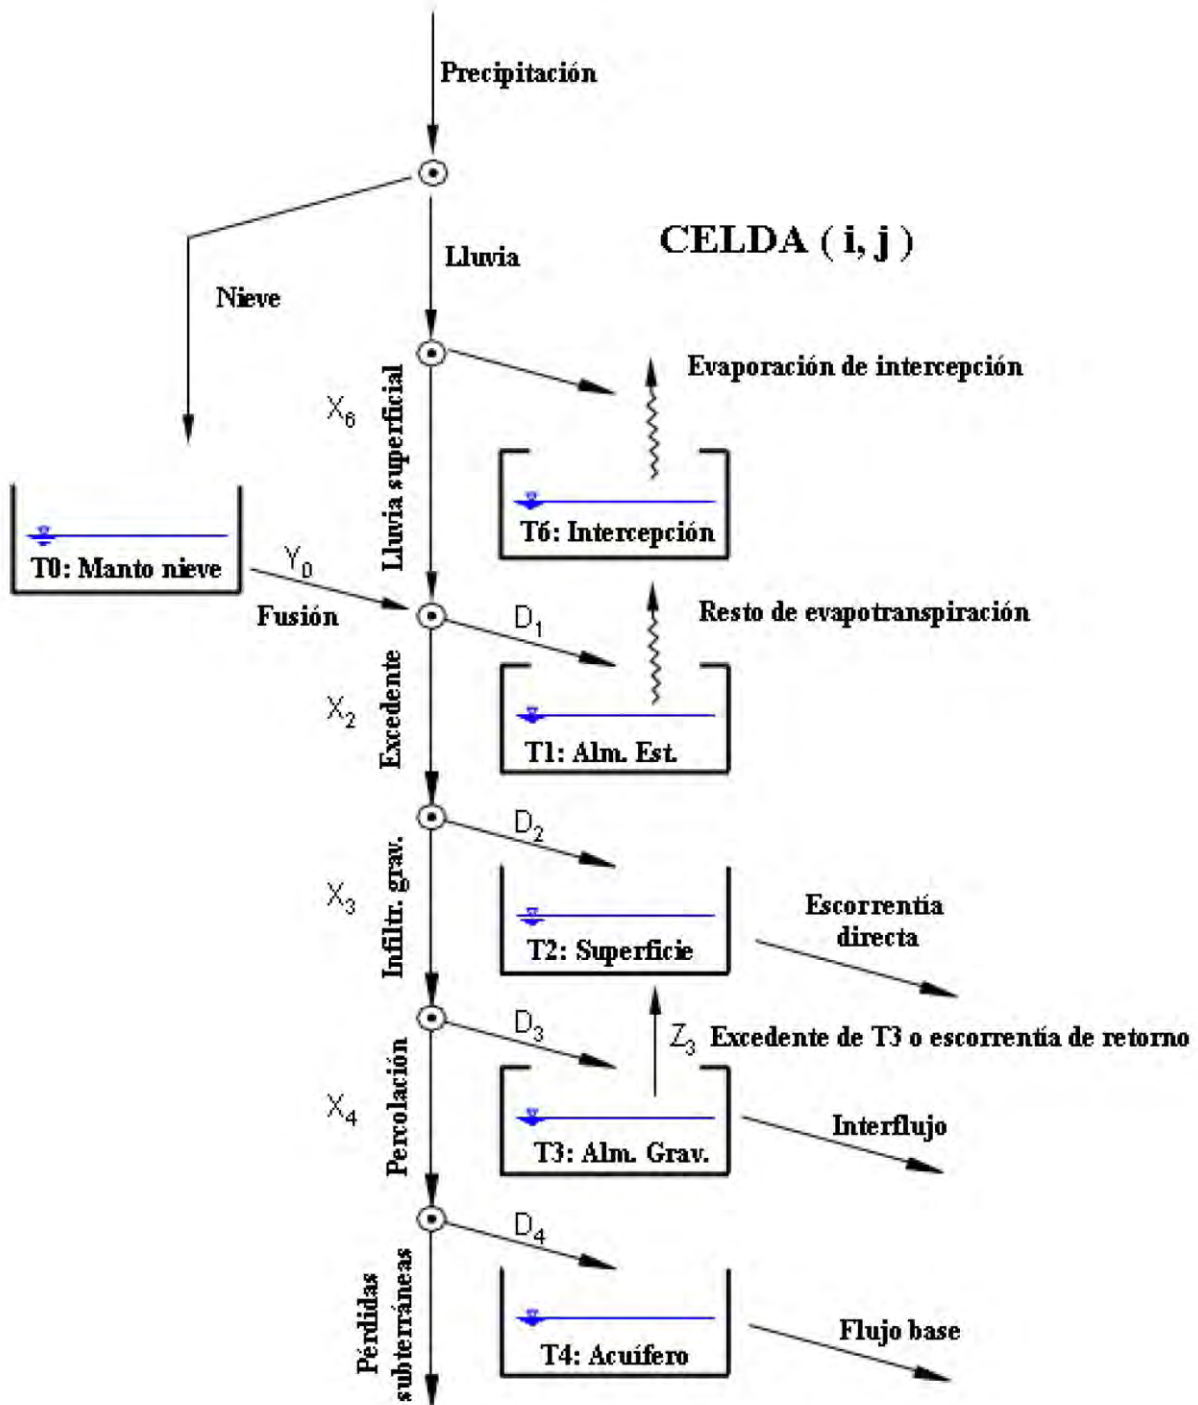 Precipitación
CELDA ( i, j )
Lluvia
Nieve
Evaporación de intercepción
X6
Lluvia superficial
T6: Intercepción
T0: Manto nieve
Y0
Fusión
D1
Resto de evapotranspiración
X2
Excedente
T1: Alm. Est.
D2
X3
Infiltr. grav.
T2: Superficie
Escorrentía
directa
D3
Z3
Excedente de T3 o escorrentía de retorno
X4
Percolación
T3: Alm. Grav.
Interflujo
D4
Pérdidas
subterráneas
T4: Acuífero
Flujo base